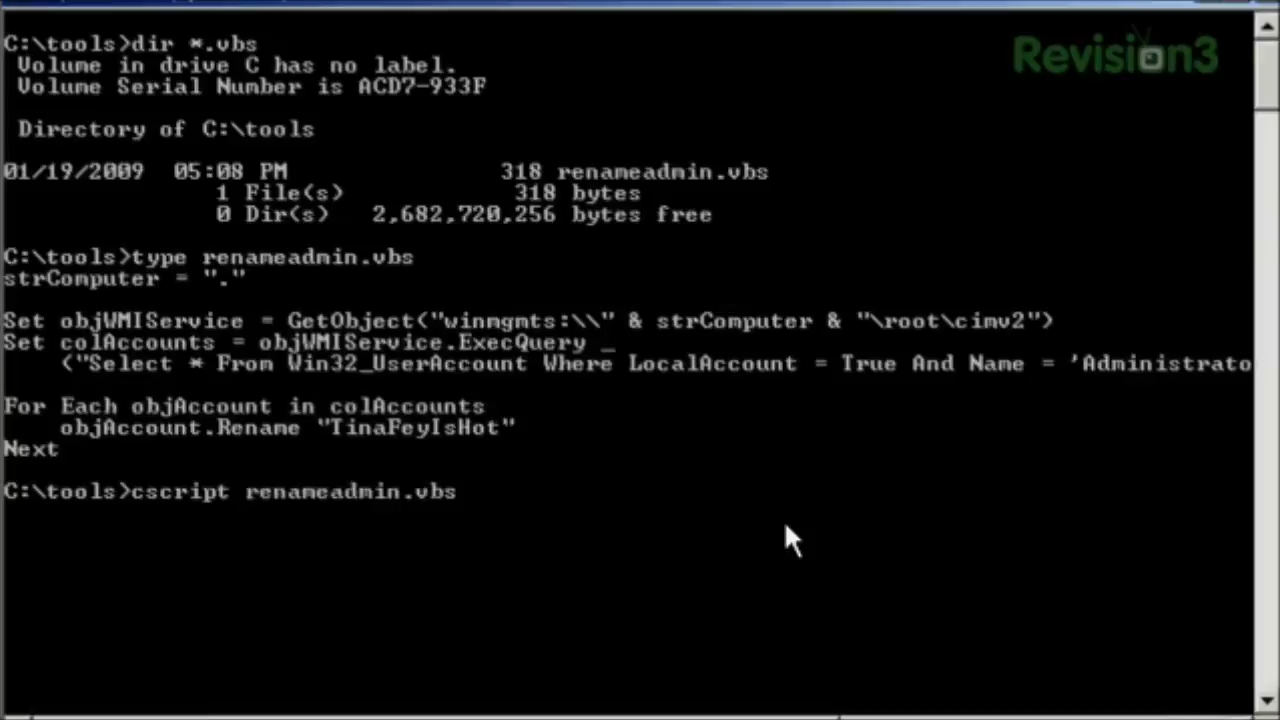 C:\tools>dir *.vbs
Revision3
Volume in drive C has no label.
Volume Serial Number is ACD7-933F
Directory of C:\tools
01/19/2009  05:08 PM               318 renameadmin.vbs
1 File(s)            318 bytes
0 Dir(s)   2,682,720,256 bytes free
C:\tools>type renameadmin.vbs
strComputer = "."
Set objWMIService = GetObject("winmgmts:\\" & strComputer & "\root\cimv2")
Set colAccounts = objWMIService.ExecQuery _
("Select * From Win32_UserAccount Where LocalAccount = True And Name = 'Administrato
For Each objAccount in colAccounts
objAccount.Rename "TinaFeyIsHot"
Next
C:\tools>cscript renameadmin.vbs